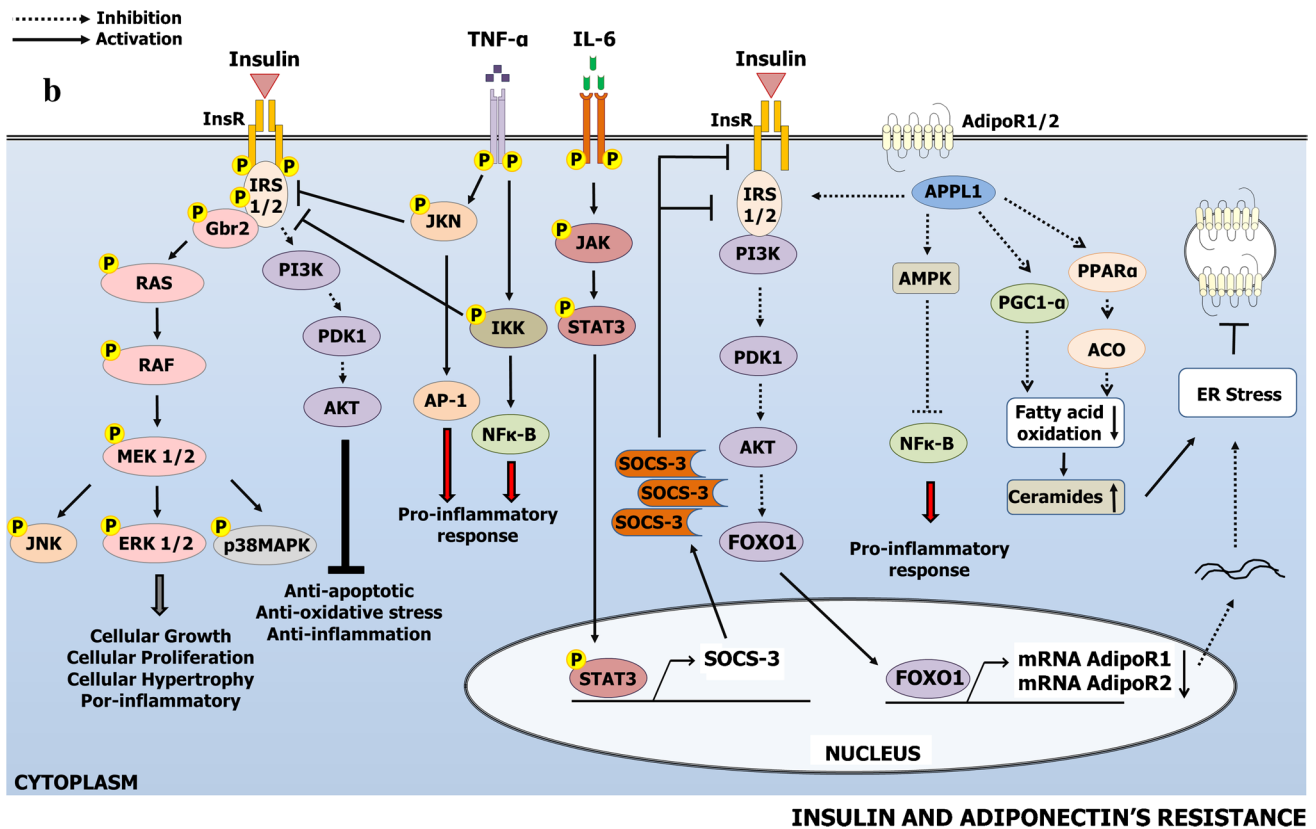 Inhibition
Activation
b
Insulin
TNF-α
IL-6
Insulin
InsR
InsR
AdipoR1/2
P
P
P
P
P
P
IRS
1/2
P
Gbr2
P
P
JKN
P
JAK
IRS
1/2
APPL1
PI3K
PI3K
AMPK
PPARα
PGC1-α
RAS
P
PDK1
P
IKK
P
STAT3
RAF
P
PDK1
ACO
AKT
AP-1
NFκ-B
AKT
NFκ-B
Fatty acid
oxidation
ER Stress
MEK 1/2
P
SOCS-3
SOCS-3
SOCS-3
Ceramides
JNK
P
ERK 1/2
P
p38MAPK
P
Pro-inflammatory
response
FOXO1
Pro-inflammatory
response
Anti-apoptotic
Anti-oxidative stress
Anti-inflammation
Cellular Growth
Cellular Proliferation
Cellular Hypertrophy
Por-inflammatory
P
STAT3
SOCS-3
FOXO1
mRNA AdipoR1
mRNA AdipoR2
NUCLEUS
CYTOPLASM
INSULIN AND ADIPONECTIN'S RESISTANCE